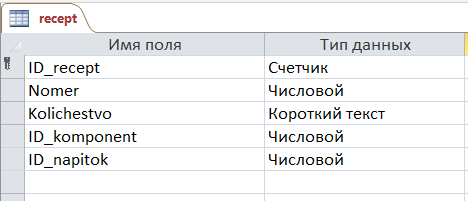 recept
Имя поля Тип данных
ID_recept Счетчик
Nomer Числовой
Kolichestvo Короткий текст
ID_komponent Числовой
ID_napitok Числовой